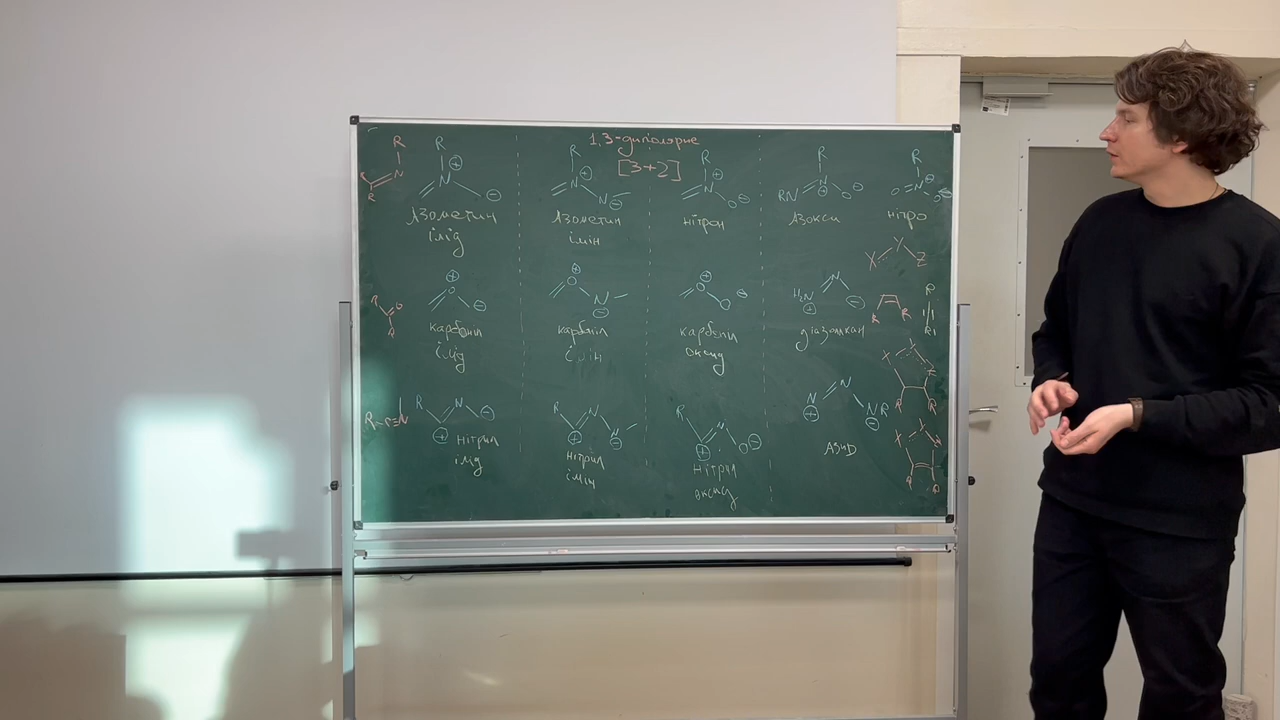 1,3-диполярне
[3+2]
Азометин
ілід
Азометин
імін
нітрон
Азокси
нітро
X Y Z
карбоніл
ілід
карбоніл
імін
карбоніл
оксид
діазоалкан
нітрил
ілід
нітрил
імін
нітрил
оксид
Азид